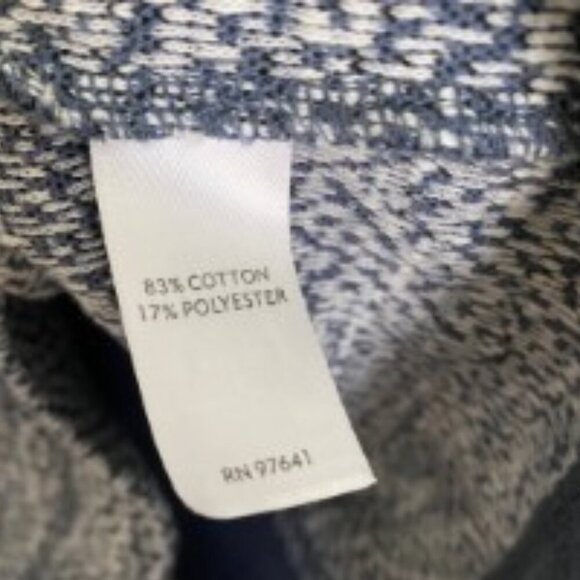 83% COTTON
17% POLYESTER
RN 97641